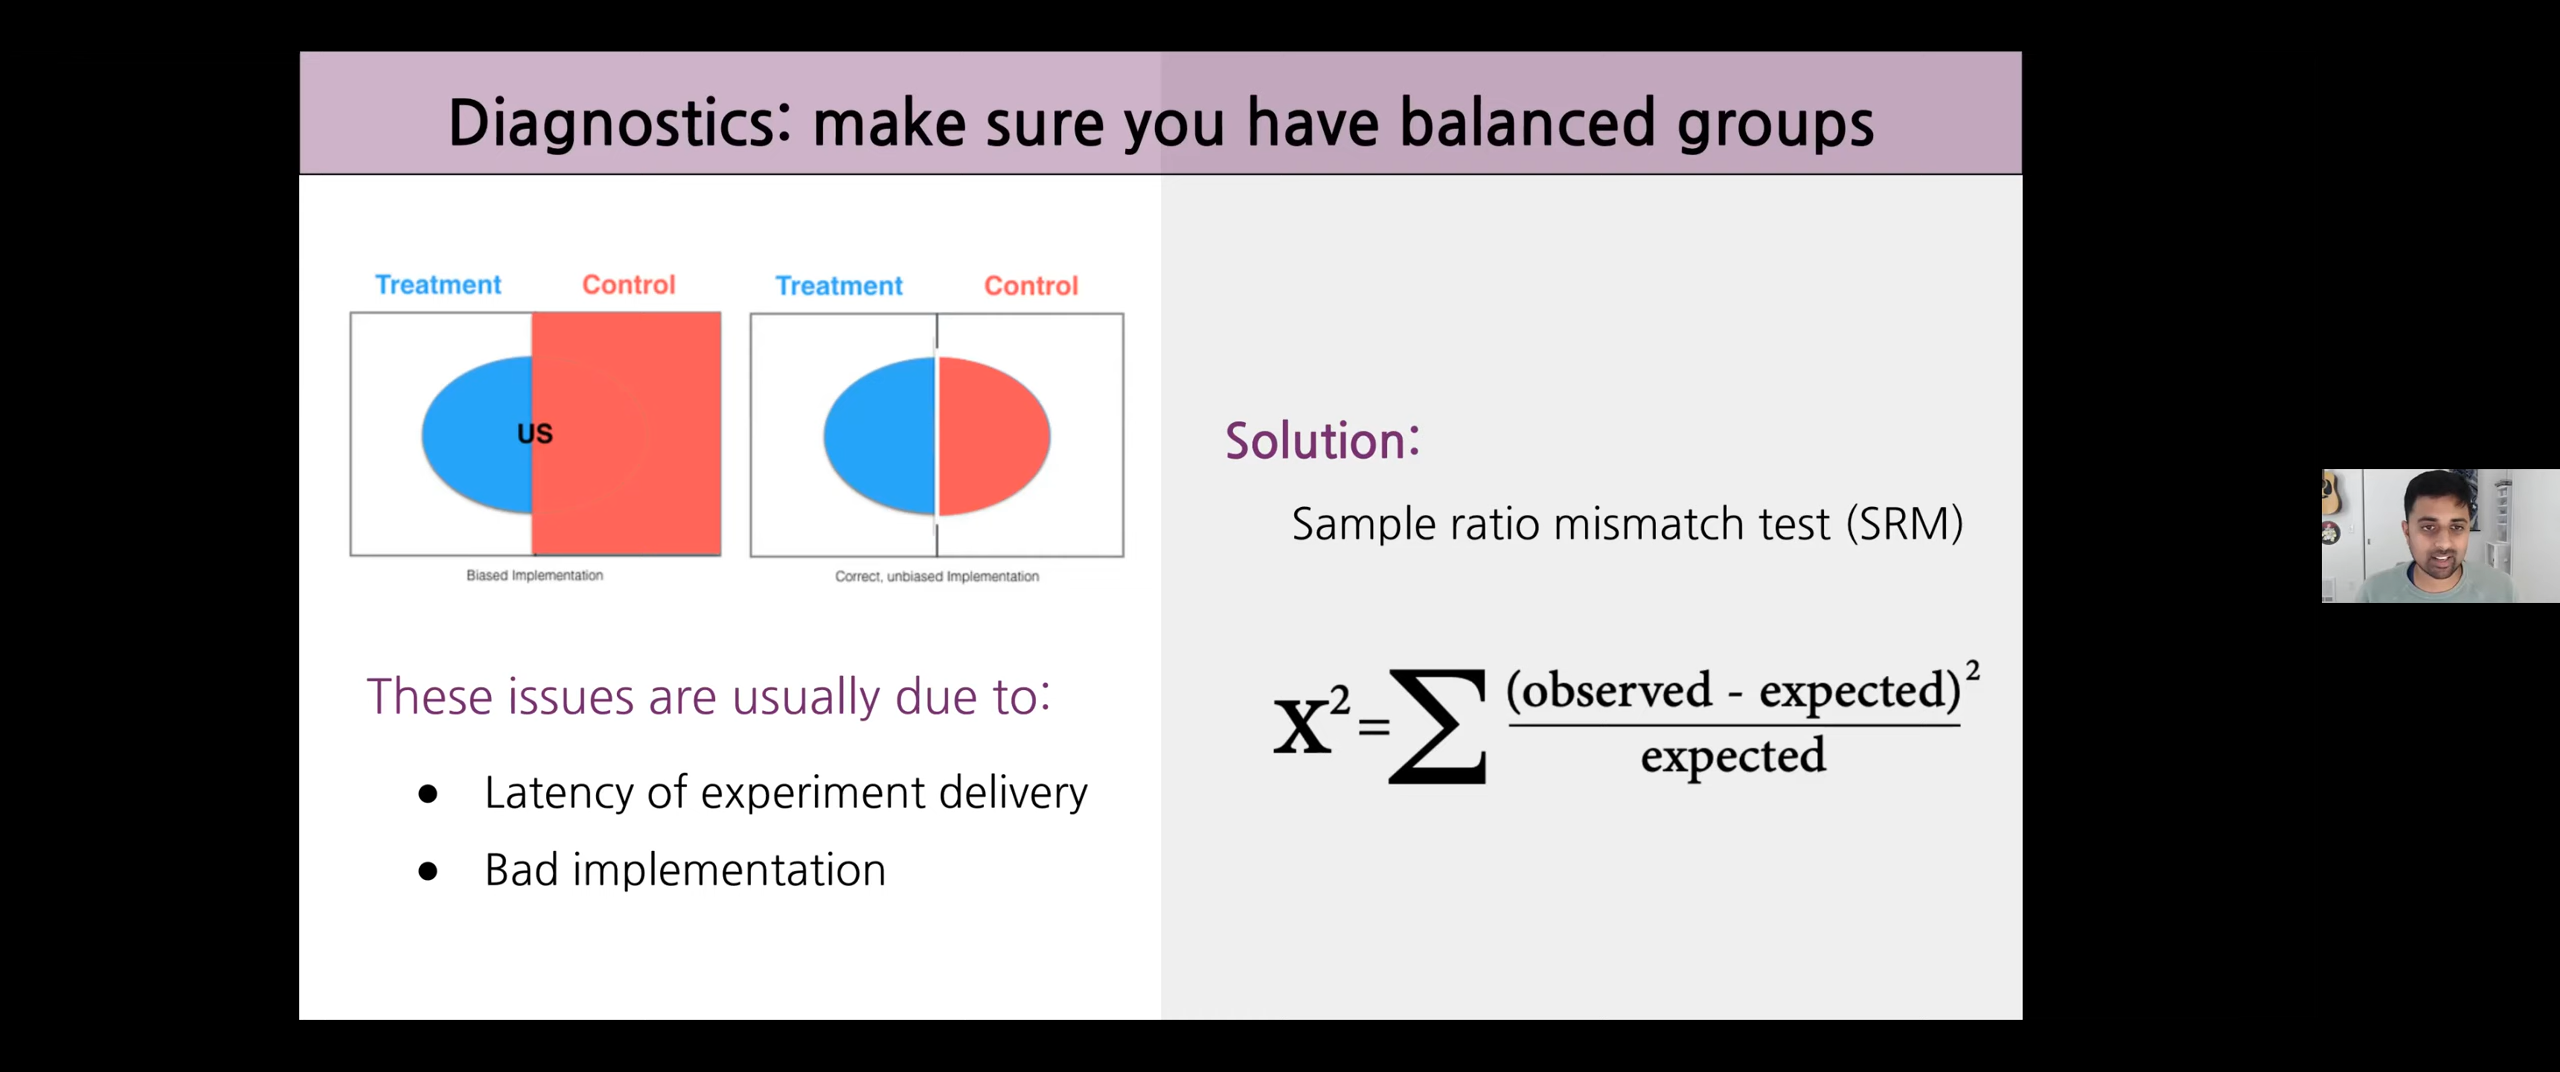 Diagnostics: make sure you have balanced groups
Treatment Control
US
Biased Implementation
Treatment Control
Correct, unbiased Implementation
These issues are usually due to:
● Latency of experiment delivery
● Bad implementation
Solution:
Sample ratio mismatch test (SRM)
X² = ∑ (observed - expected)² / expected